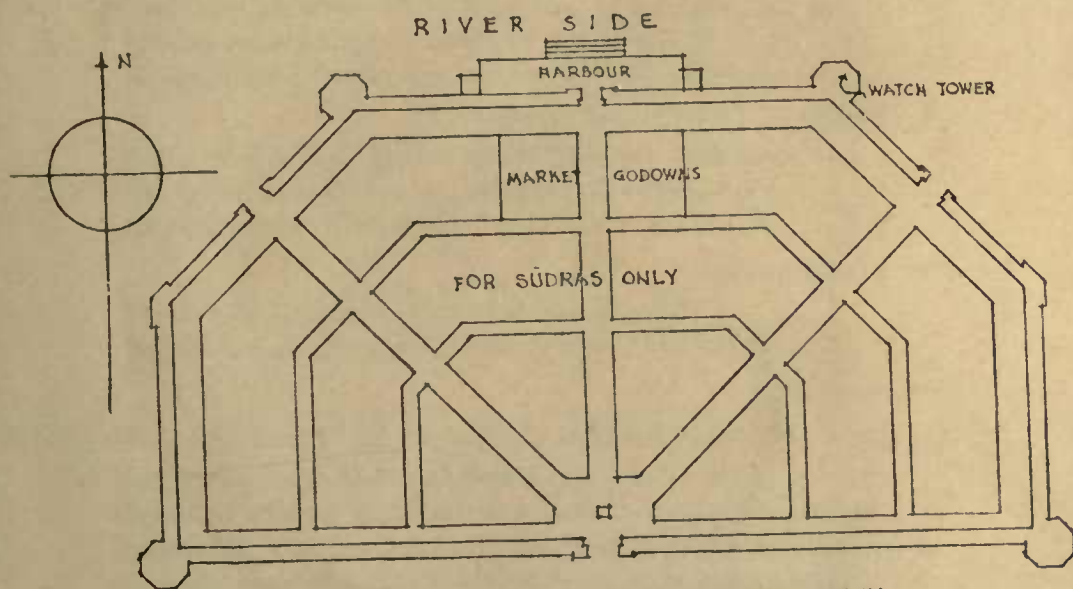 RIVER SIDE
N
HARBOUR
WATCH TOWER
MARKET GODOWNS
FOR SŪDRAS ONLY